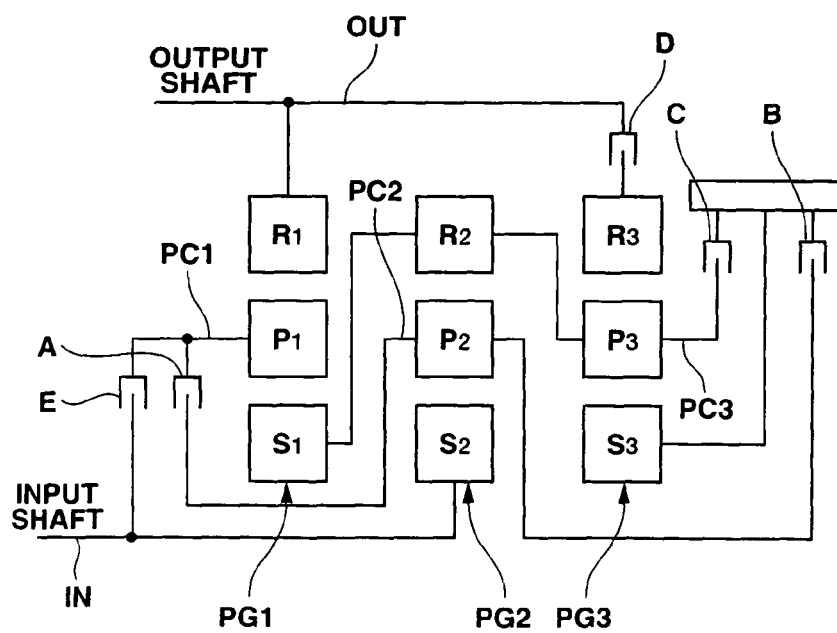 OUT
D
OUTPUT
SHAFT
C
B
PC2
R1
R2
R3
PC1
A
P1
P2
P3
E
PC3
S1
S2
S3
INPUT
SHAFT
IN
PG1
PG2
PG3